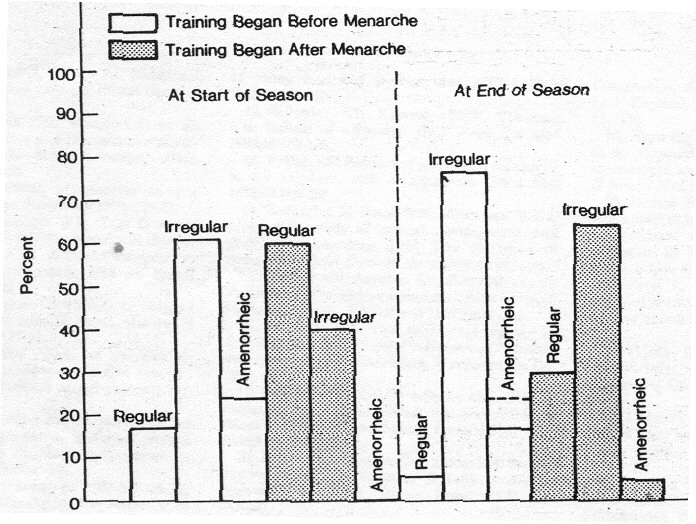 Training Began Before Menarche
Training Began After Menarche
At Start of Season
At End of Season
Percent
100
90
80
70
60
50
40
30
20
10
0
Regular
Irregular
Amenorrheic
Regular
Irregular
Amenorrheic
Regular
Irregular
Amenorrheic
Regular
Irregular
Amenorrheic